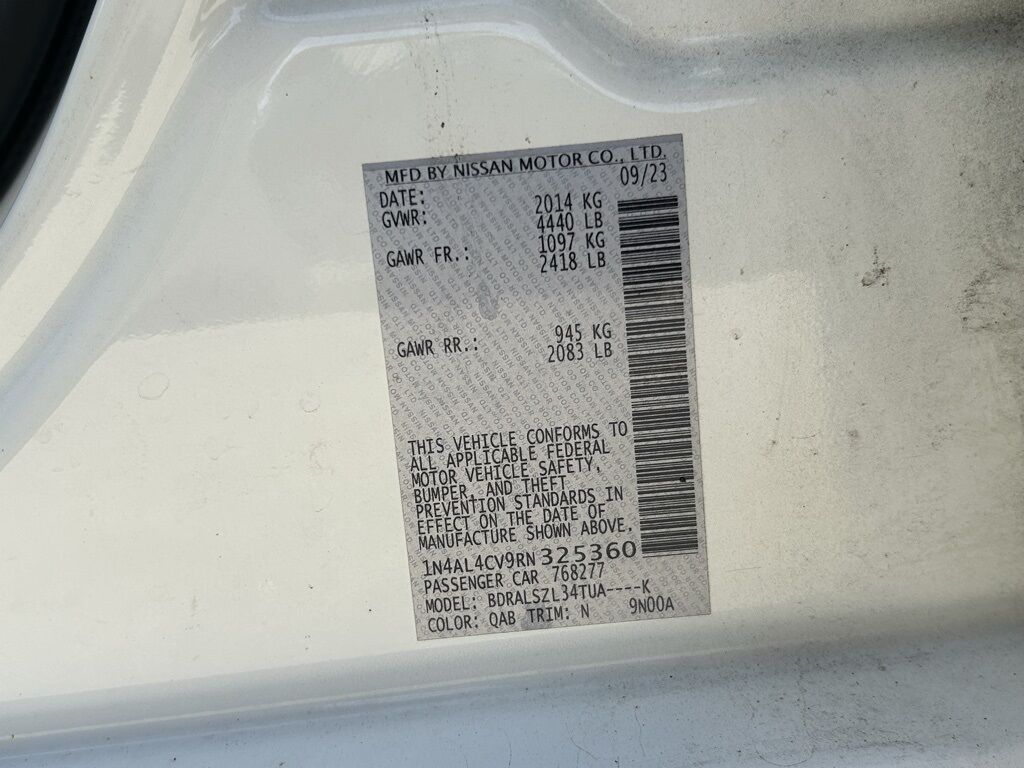 MFD BY NISSAN MOTOR CO., LTD.
DATE: 09/23
GVWR: 2014 KG
4440 LB
GAWR FR.: 1097 KG
2418 LB
GAWR RR.: 945 KG
2083 LB
THIS VEHICLE CONFORMS TO
ALL APPLICABLE FEDERAL
MOTOR VEHICLE SAFETY,
BUMPER, AND THEFT
PREVENTION STANDARDS IN
EFFECT ON THE DATE OF
MANUFACTURE SHOWN ABOVE.
1N4AL4CV9RN325360
PASSENGER CAR 768277
MODEL: BDRALSZL34TUA----K
COLOR: QAB TRIM: N 9N00A